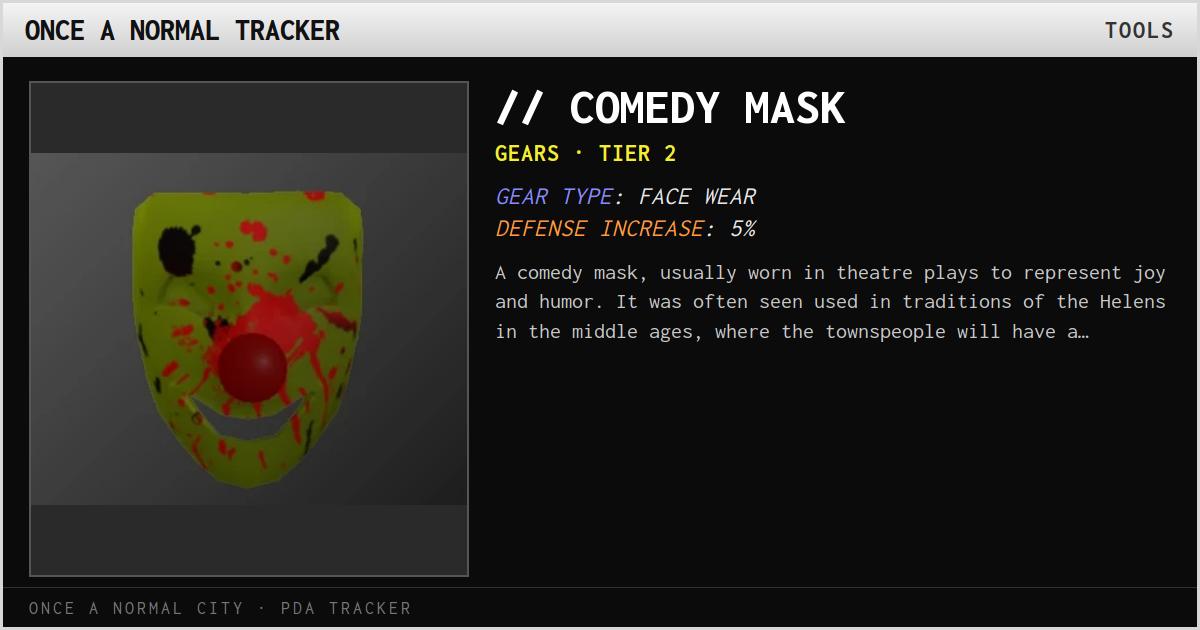 ONCE A NORMAL TRACKER
TOOLS
// COMEDY MASK
GEARS · TIER 2
GEAR TYPE: FACE WEAR
DEFENSE INCREASE: 5%
A comedy mask, usually worn in theatre plays to represent joy
and humor. It was often seen used in traditions of the Helens
in the middle ages, where the townspeople will have a…
ONCE A NORMAL CITY · PDA TRACKER